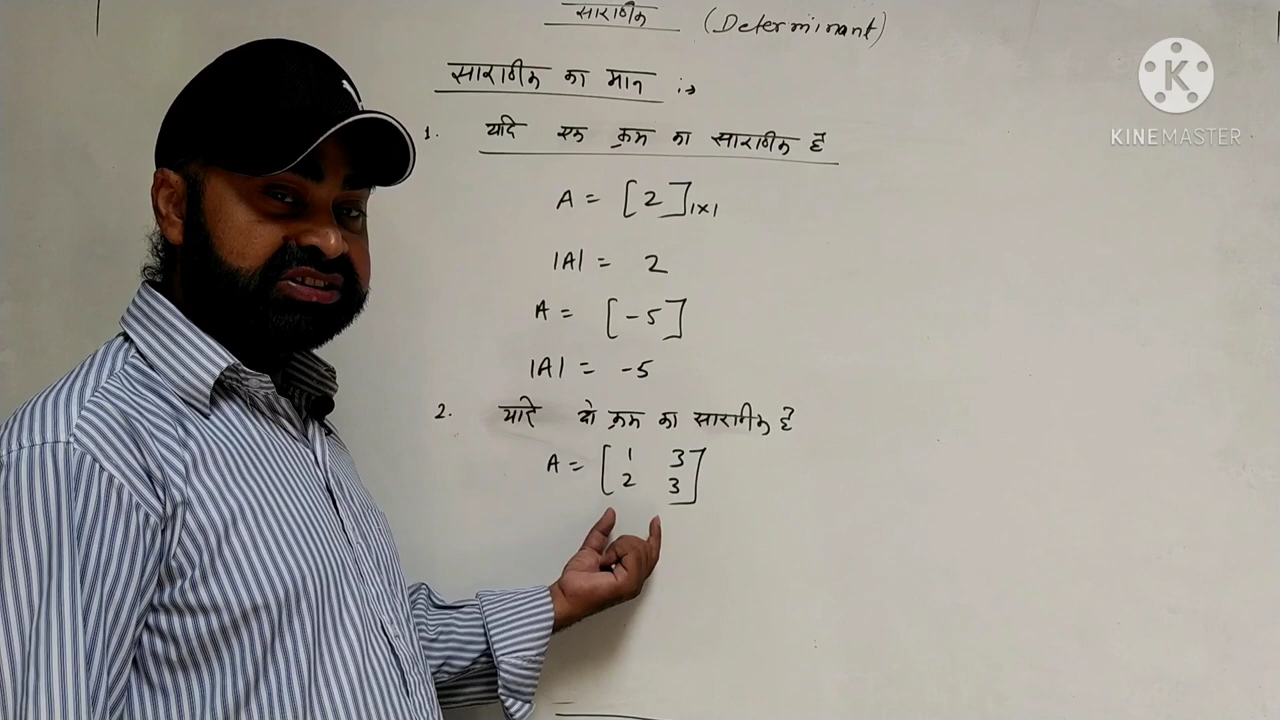 सारणिक (Determinant)
सारणिक का मान :→
1. यदि एक क्रम का सारणिक है
A = [2]1×1
|A| = 2
A = [-5]
|A| = -5
2. यदि दो क्रम का सारणिक है
A = [1 3
2 3]
K
KINEMASTER